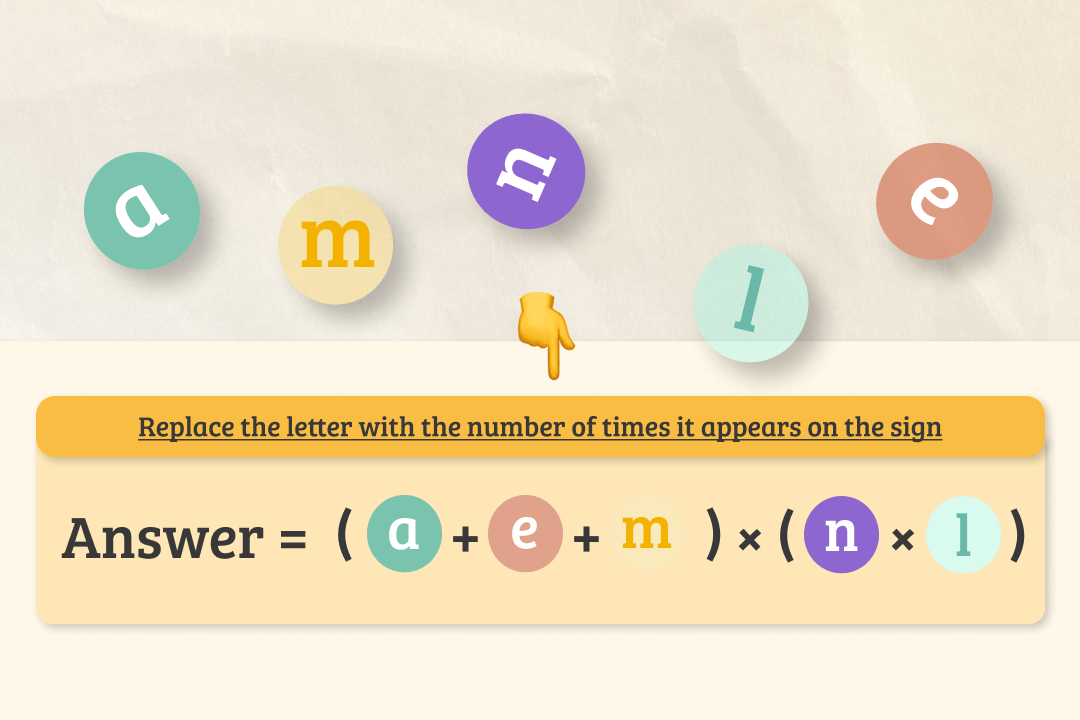 a m n l e
Replace the letter with the number of times it appears on the sign
Answer = ( a + e + m ) × ( n × l )